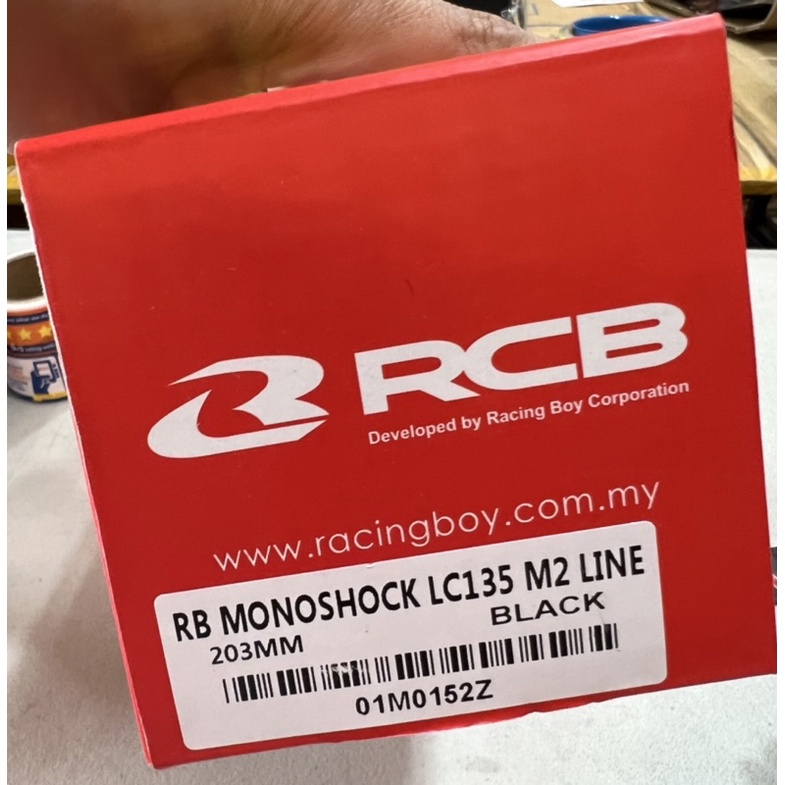 RCB
Developed by Racing Boy Corporation
www.racingboy.com.my
RB MONOSHOCK LC135 M2 LINE
203MM BLACK
01M0152Z